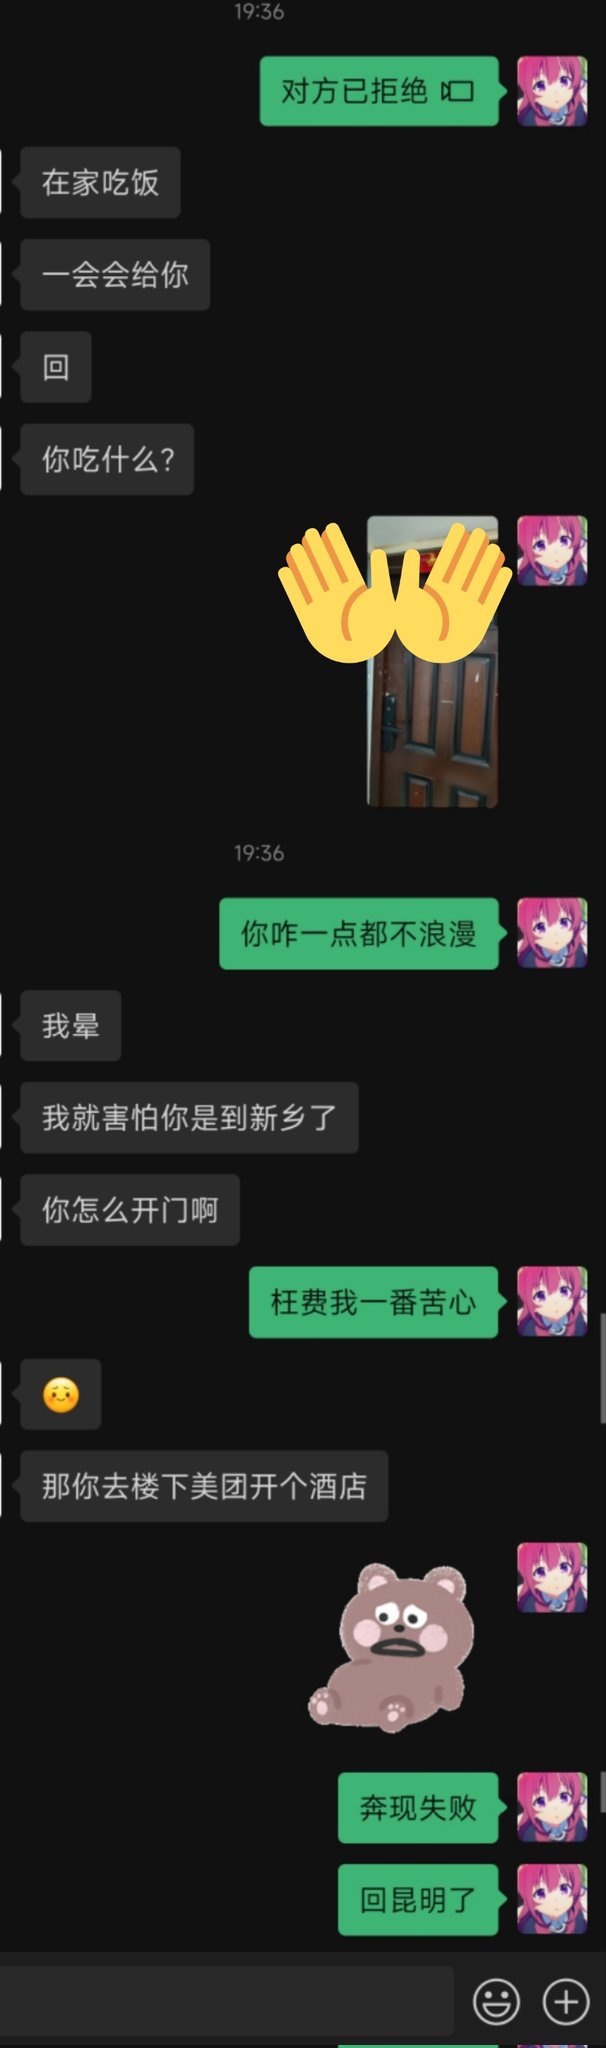 19:36
对方已拒绝
在家吃饭
一会会给你
回
你吃什么?
19:36
你咋一点都不浪漫
我晕
我就害怕你是到新乡了
你怎么开门啊
枉费我一番苦心
那你去楼下美团开个酒店
奔现失败
回昆明了